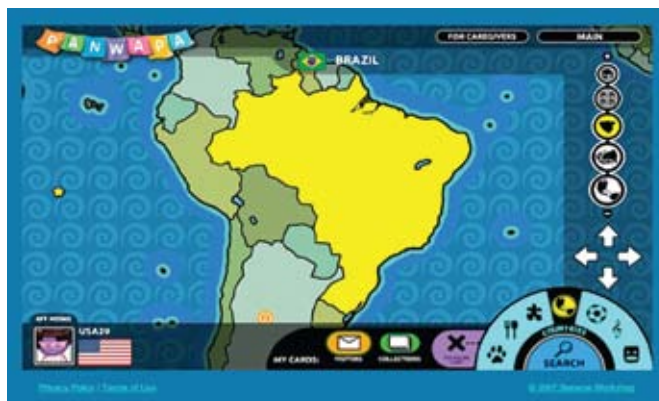 PANWAPA
FOR CAREGIVERS
MAIN
BRAZIL
MY HOME
USA20
MY CARDS:
VISITORS
COLLECTIONS
COUNTRIES
SEARCH
Privacy Policy | Terms of Use
© 2007 Sesame Workshop